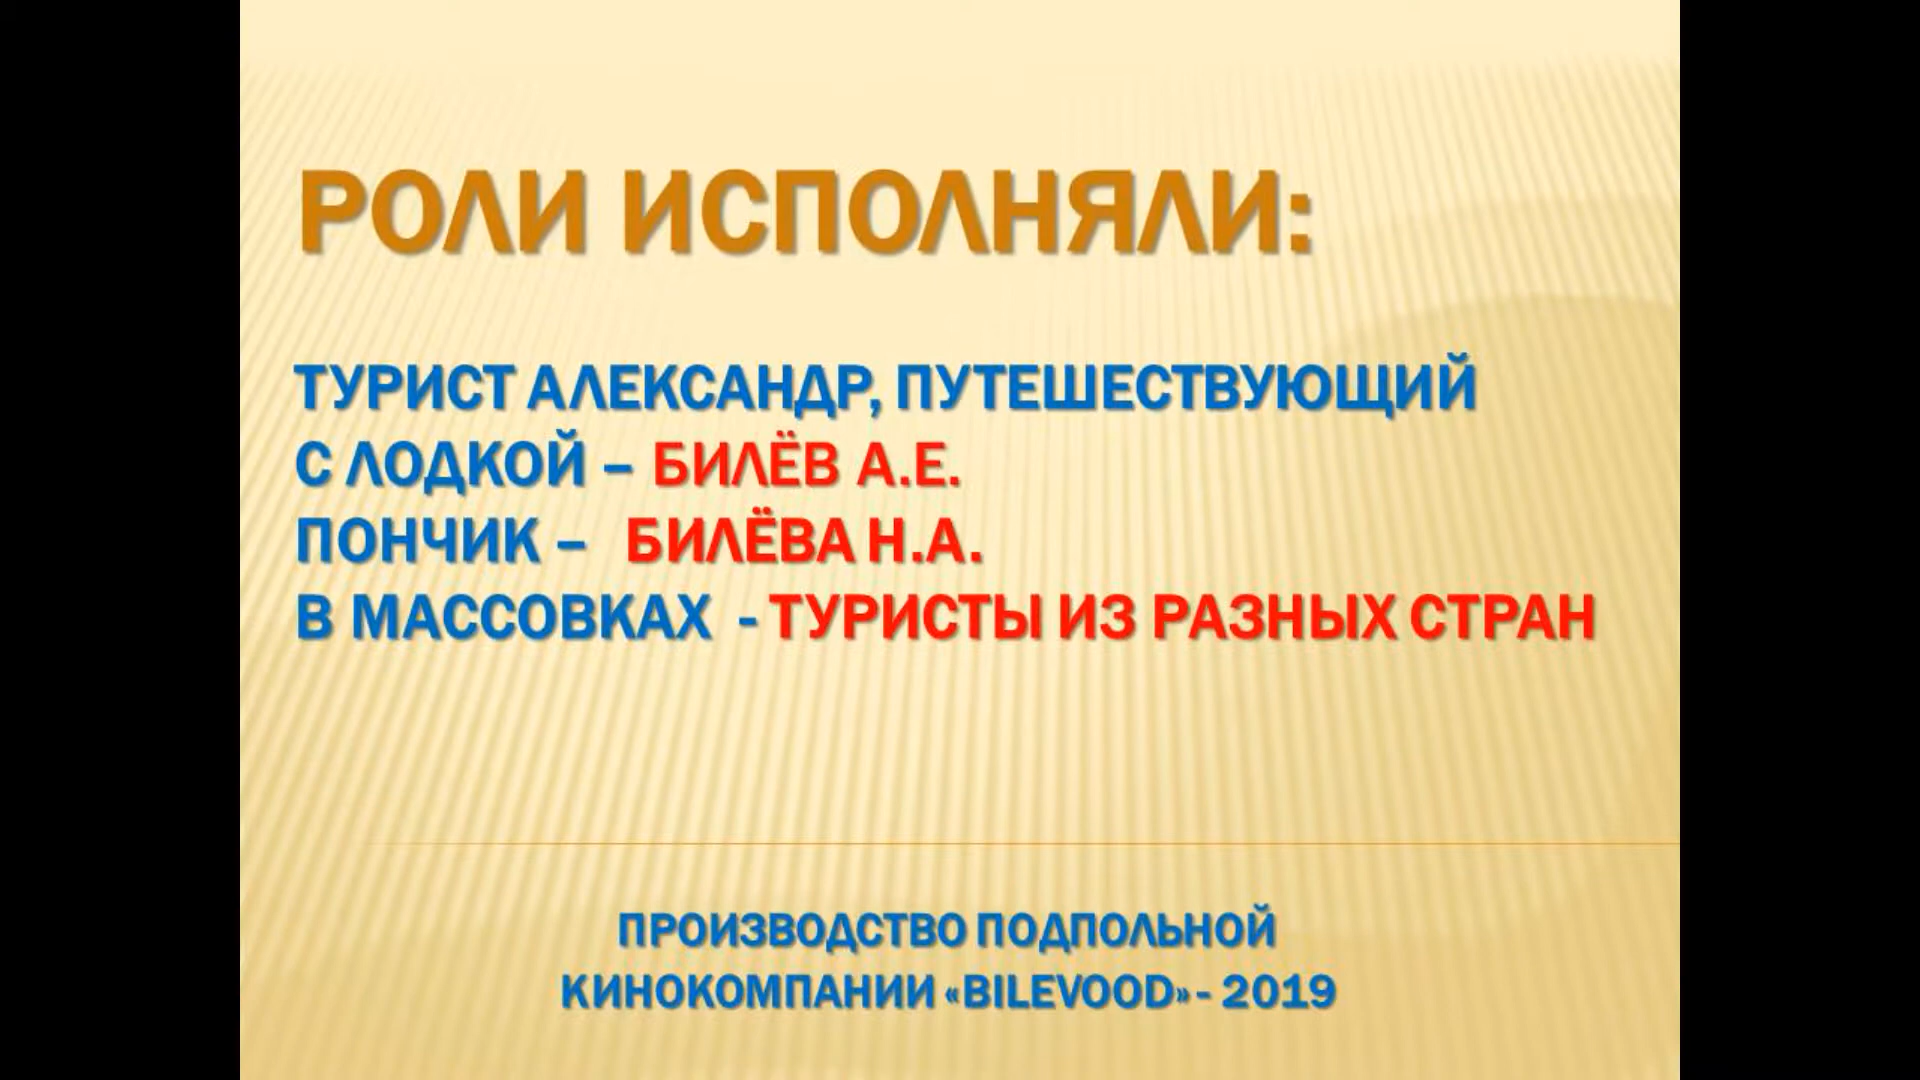 РОЛИ ИСПОЛНЯЛИ:
ТУРИСТ АЛЕКСАНДР, ПУТЕШЕСТВУЮЩИЙ
С ЛОДКОЙ – БИЛЁВ А.Е.
ПОНЧИК – БИЛЁВА Н.А.
В МАССОВКАХ - ТУРИСТЫ ИЗ РАЗНЫХ СТРАН
ПРОИЗВОДСТВО ПОДПОЛЬНОЙ
КИНОКОМПАНИИ «BILEVOOD» - 2019